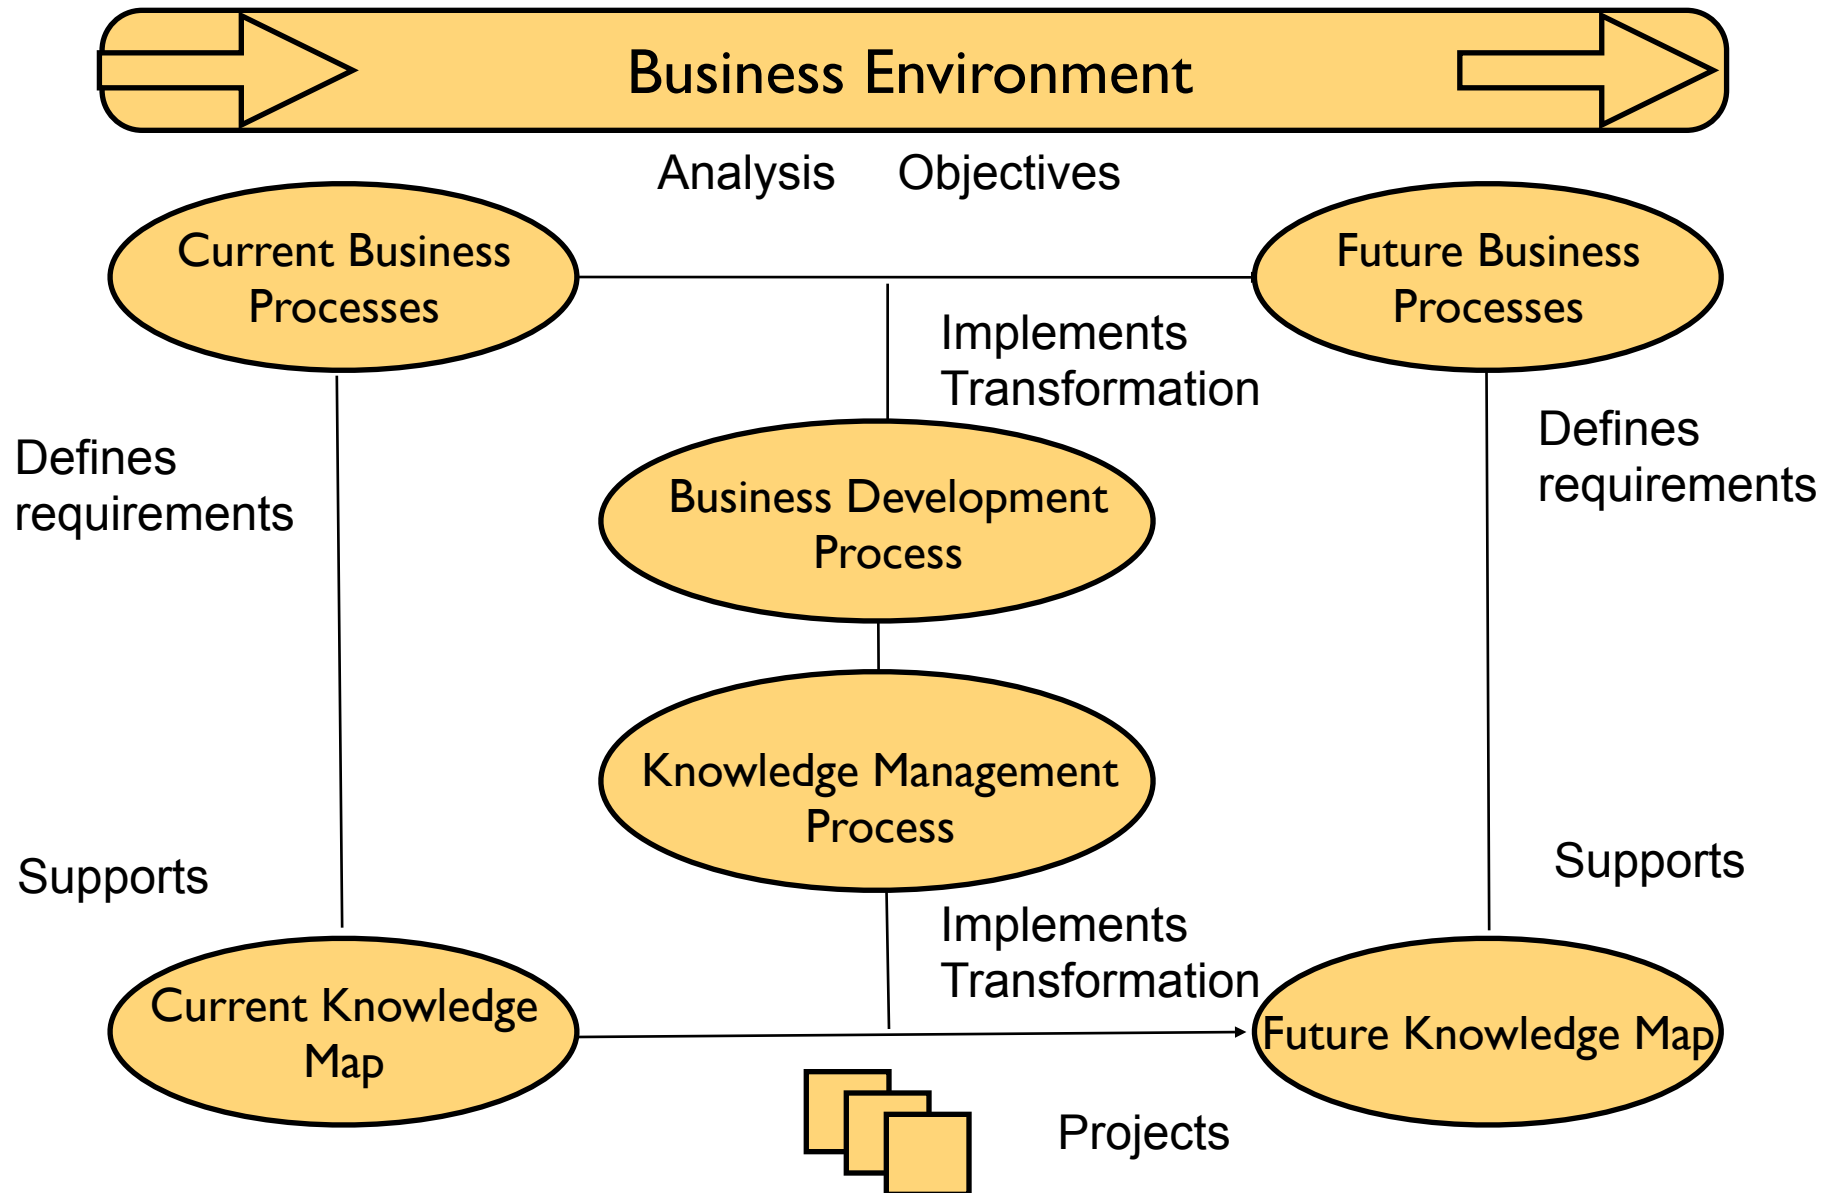 Business Environment
Analysis Objectives
Current Business
Processes
Future Business
Processes
Implements
Transformation
Defines
requirements
Defines
requirements
Business Development
Process
Knowledge Management
Process
Supports
Supports
Implements
Transformation
Current Knowledge
Map
Future Knowledge Map
Projects